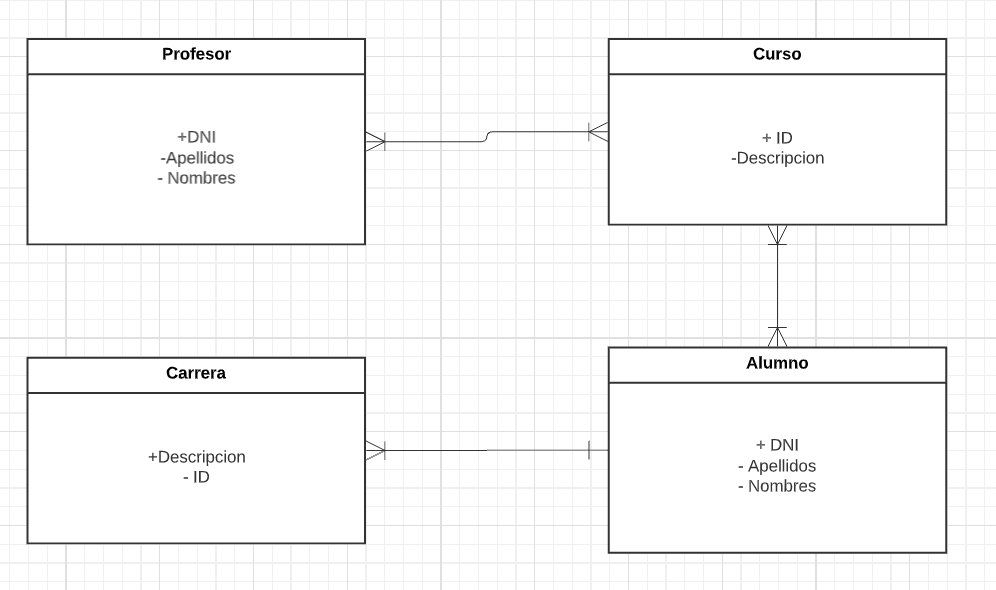 Profesor
+DNI
-Apellidos
- Nombres
Curso
+ ID
-Descripcion
Carrera
+Descripcion
- ID
Alumno
+ DNI
- Apellidos
- Nombres